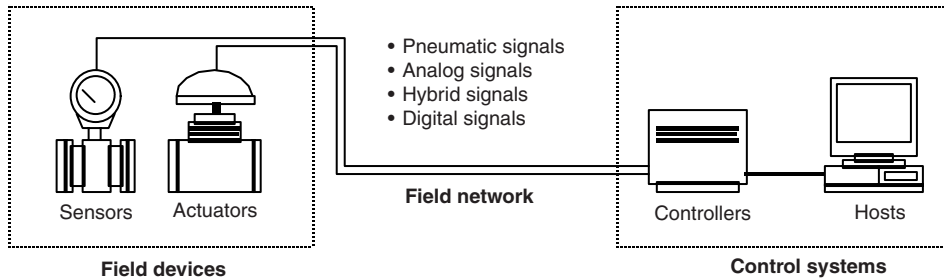 • Pneumatic signals
• Analog signals
• Hybrid signals
• Digital signals
Field network
Sensors
Actuators
Controllers
Hosts
Field devices
Control systems